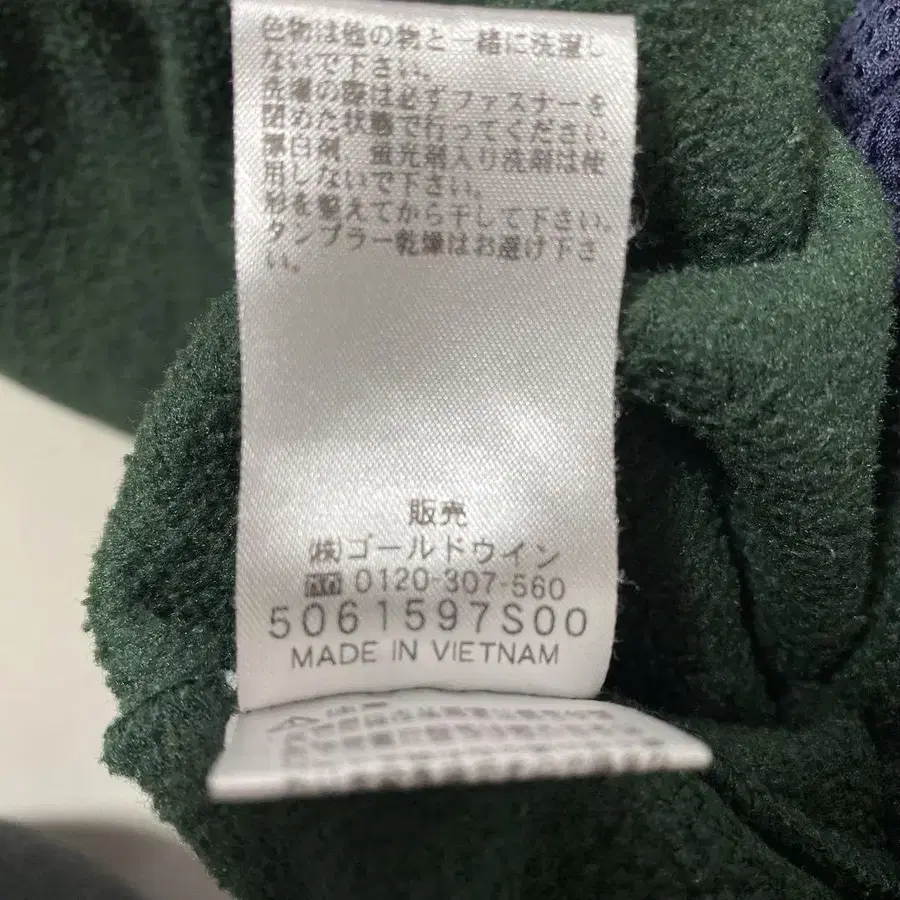 色物は他の物と一緒に洗濯し
ないで下さい。
洗濯の際は必ずファスナーを
閉めた状態で行ってください
漂白剤 蛍光剤入り洗剤は使
用しないで下さい。
形を整えてから干して下さい。
タンブラー乾燥はお避け下さ
い。
販売
㈱ゴールドウイン
0120-307-560
5061597S00
MADE IN VIETNAM